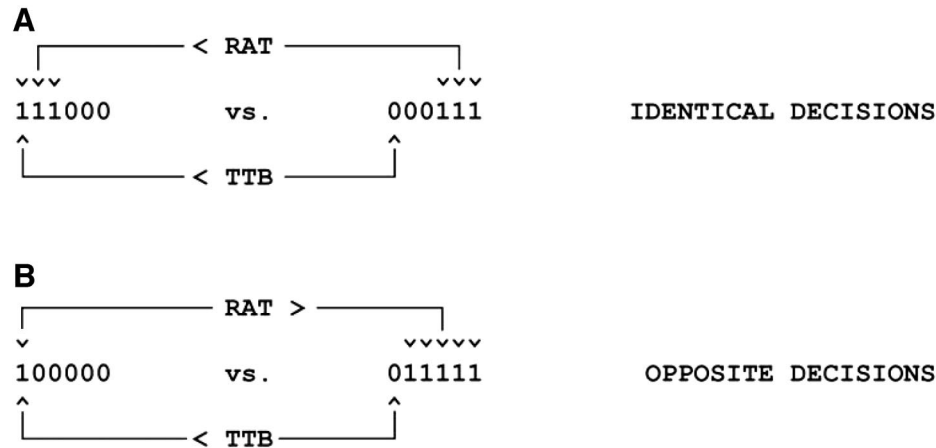 A
< RAT
111000 vs. 000111 IDENTICAL DECISIONS
< TTB
B
RAT >
100000 vs. 011111 OPPOSITE DECISIONS
< TTB